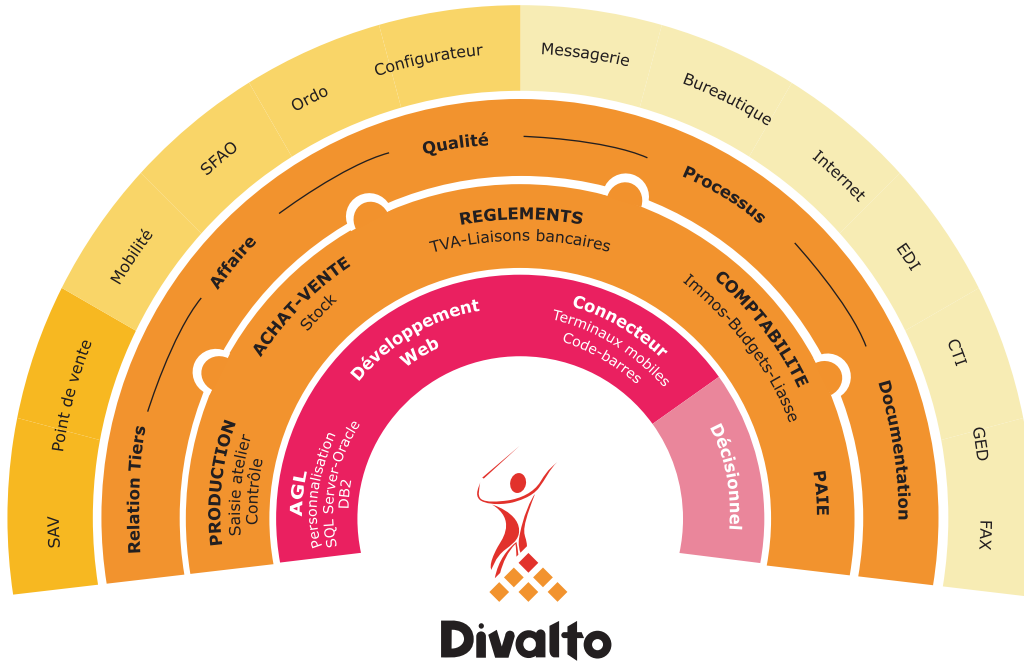 SAV
Point de vente
Mobilité
SFAO
Ordo
Configurateur
Messagerie
Bureautique
Internet
EDI
CTI
GED
FAX
Relation Tiers
Affaire
Qualité
Processus
Documentation
PRODUCTION
Saisie atelier
Contrôle
ACHAT-VENTE
Stock
REGLEMENTS
TVA-Liaisons bancaires
COMPTABILITE
Immos-Budgets-Liasse
PAIE
AGL
Personnalisation
SQL Server-Oracle
DB2
Développement
Web
Connecteur
Terminaux mobiles
Code-barres
Décisionnel
Divalto